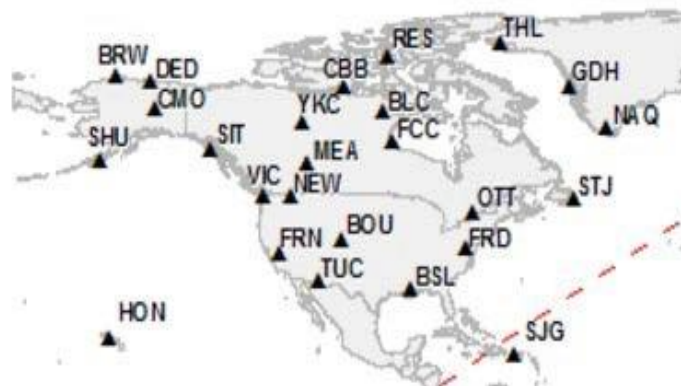 THL
RES
BRW
DED
CBB
GDH
CMO
YKC
BLC
NAQ
FCC
SHU
SIT
MEA
VIC
NEW
OTT
STJ
BOU
FRN
FRD
TUC
BSL
HON
SJG